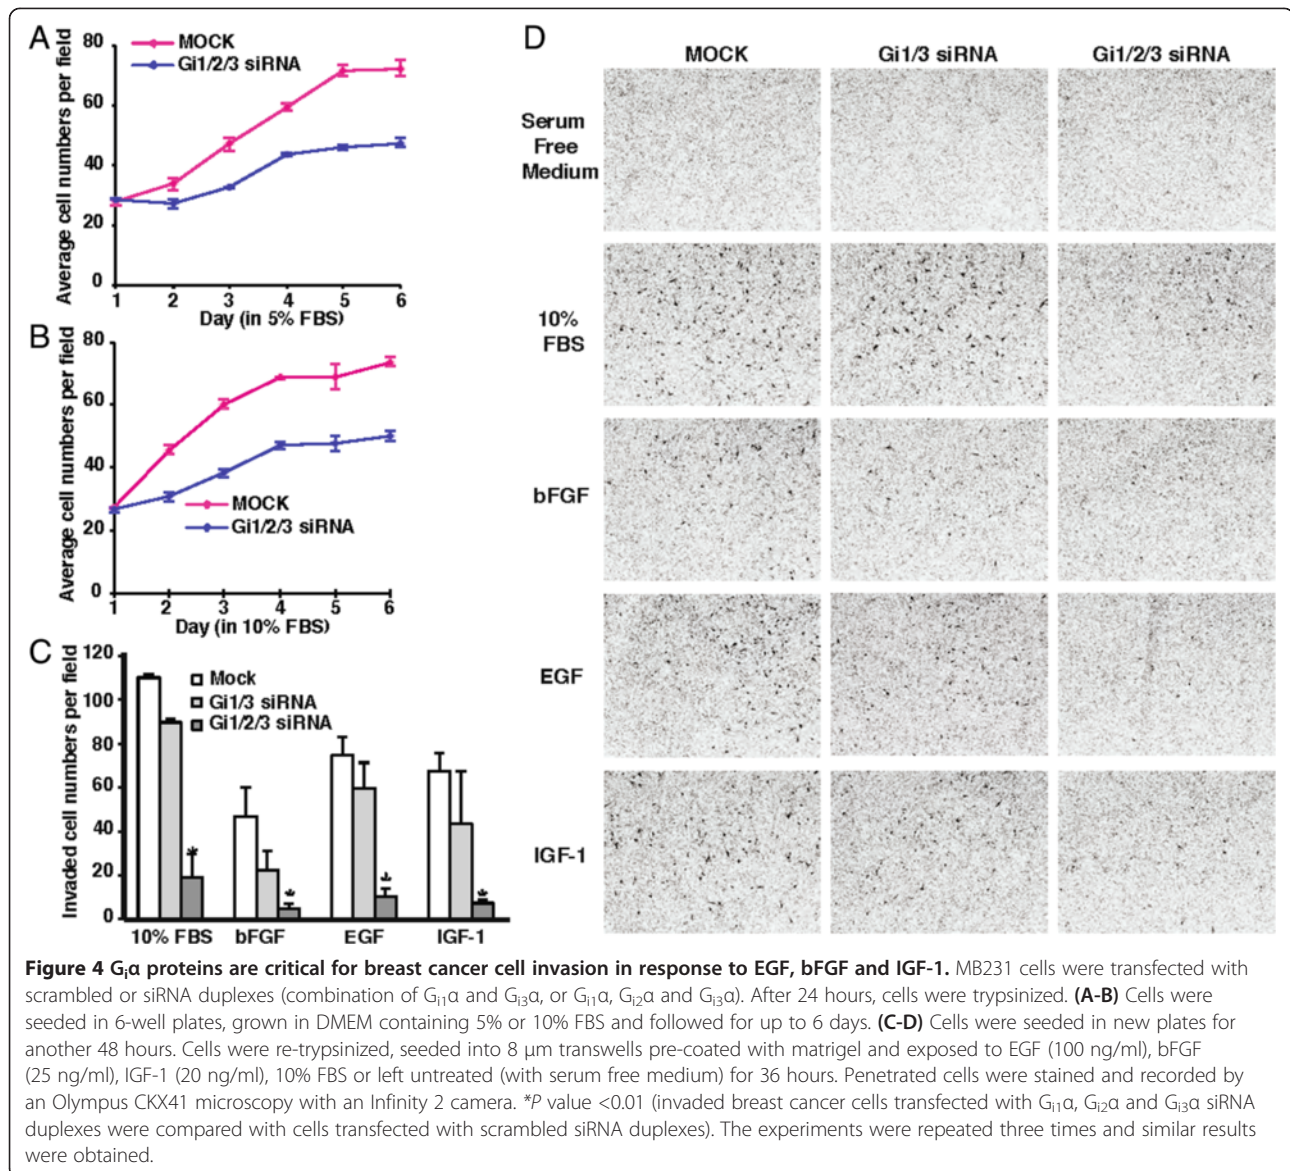 A
80
60
40
20
0
Average cell numbers per field
MOCK
Gi1/2/3 siRNA
1 2 3 4 5 6
Day (in 5% FBS)
B
80
60
40
20
0
Average cell numbers per field
MOCK
Gi1/2/3 siRNA
1 2 3 4 5 6
Day (in 10% FBS)
C
120
100
80
60
40
20
0
Invaded cell numbers per field
Mock
Gi1/3 siRNA
Gi1/2/3 siRNA
* * * *
10% FBS bFGF EGF IGF-1
D
MOCK Gi1/3 siRNA Gi1/2/3 siRNA
Serum
Free
Medium
10%
FBS
bFGF
EGF
IGF-1
Figure 4 Giα proteins are critical for breast cancer cell invasion in response to EGF, bFGF and IGF-1. MB231 cells were transfected with
scrambled or siRNA duplexes (combination of Gi1α and Gi3α, or Gi1α, Gi2α and Gi3α). After 24 hours, cells were trypsinized. (A-B) Cells were
seeded in 6-well plates, grown in DMEM containing 5% or 10% FBS and followed for up to 6 days. (C-D) Cells were seeded in new plates for
another 48 hours. Cells were re-trypsinized, seeded into 8 μm transwells pre-coated with matrigel and exposed to EGF (100 ng/ml), bFGF
(25 ng/ml), IGF-1 (20 ng/ml), 10% FBS or left untreated (with serum free medium) for 36 hours. Penetrated cells were stained and recorded by
an Olympus CKX41 microscopy with an Infinity 2 camera. *P value <0.01 (invaded breast cancer cells transfected with Gi1α, Gi2α and Gi3α siRNA
duplexes were compared with cells transfected with scrambled siRNA duplexes). The experiments were repeated three times and similar results
were obtained.